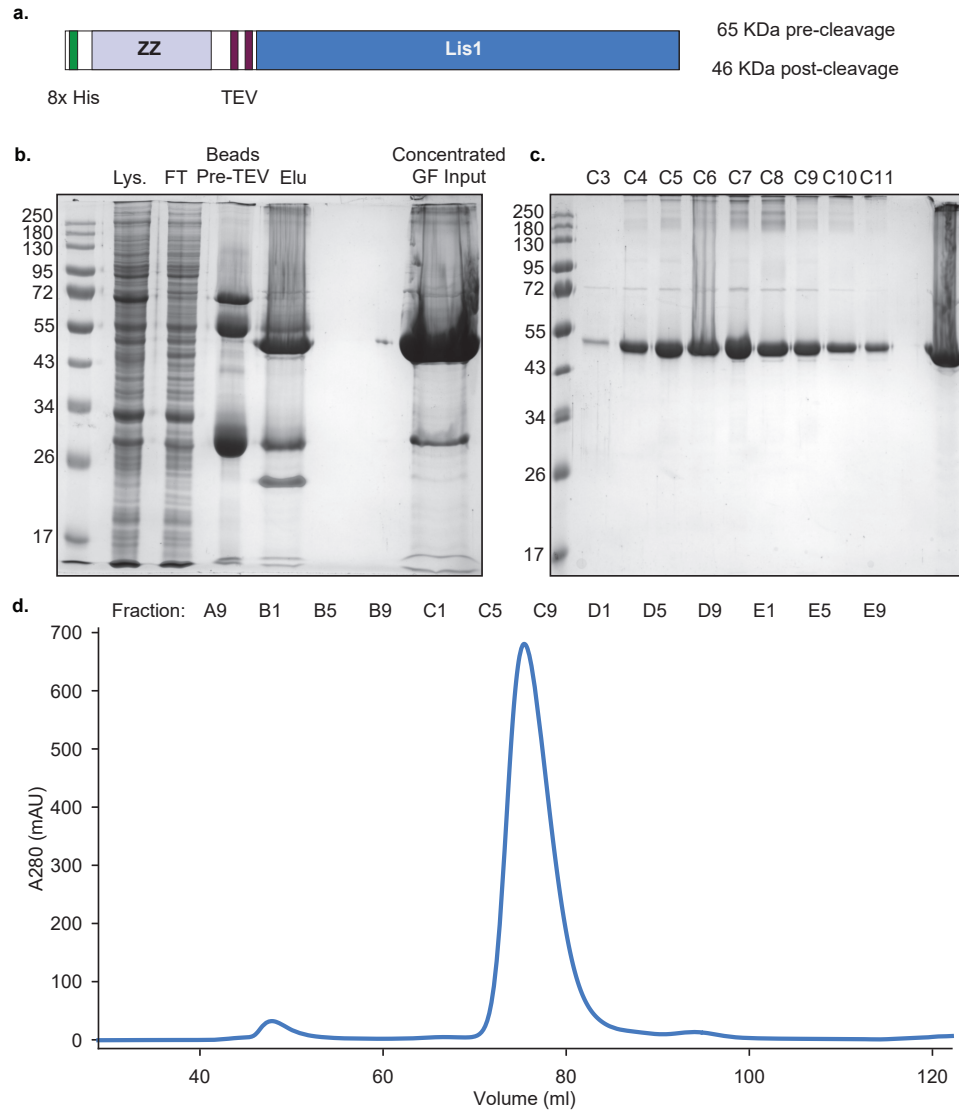 a.
ZZ
Lis1
65 KDa pre-cleavage
46 KDa post-cleavage
8x His
TEV
b.
Beads
Concentrated
Lys. FT Pre-TEV Elu GF Input
250
180
130
95
72
55
43
34
26
17
c.
C3 C4 C5 C6 C7 C8 C9 C10 C11
250
180
130
95
72
55
43
34
26
17
d.
Fraction: A9 B1 B5 B9 C1 C5 C9 D1 D5 D9 E1 E5 E9
700
600
500
400
300
200
100
0
A280 (mAU)
40 60 80 100 120
Volume (ml)